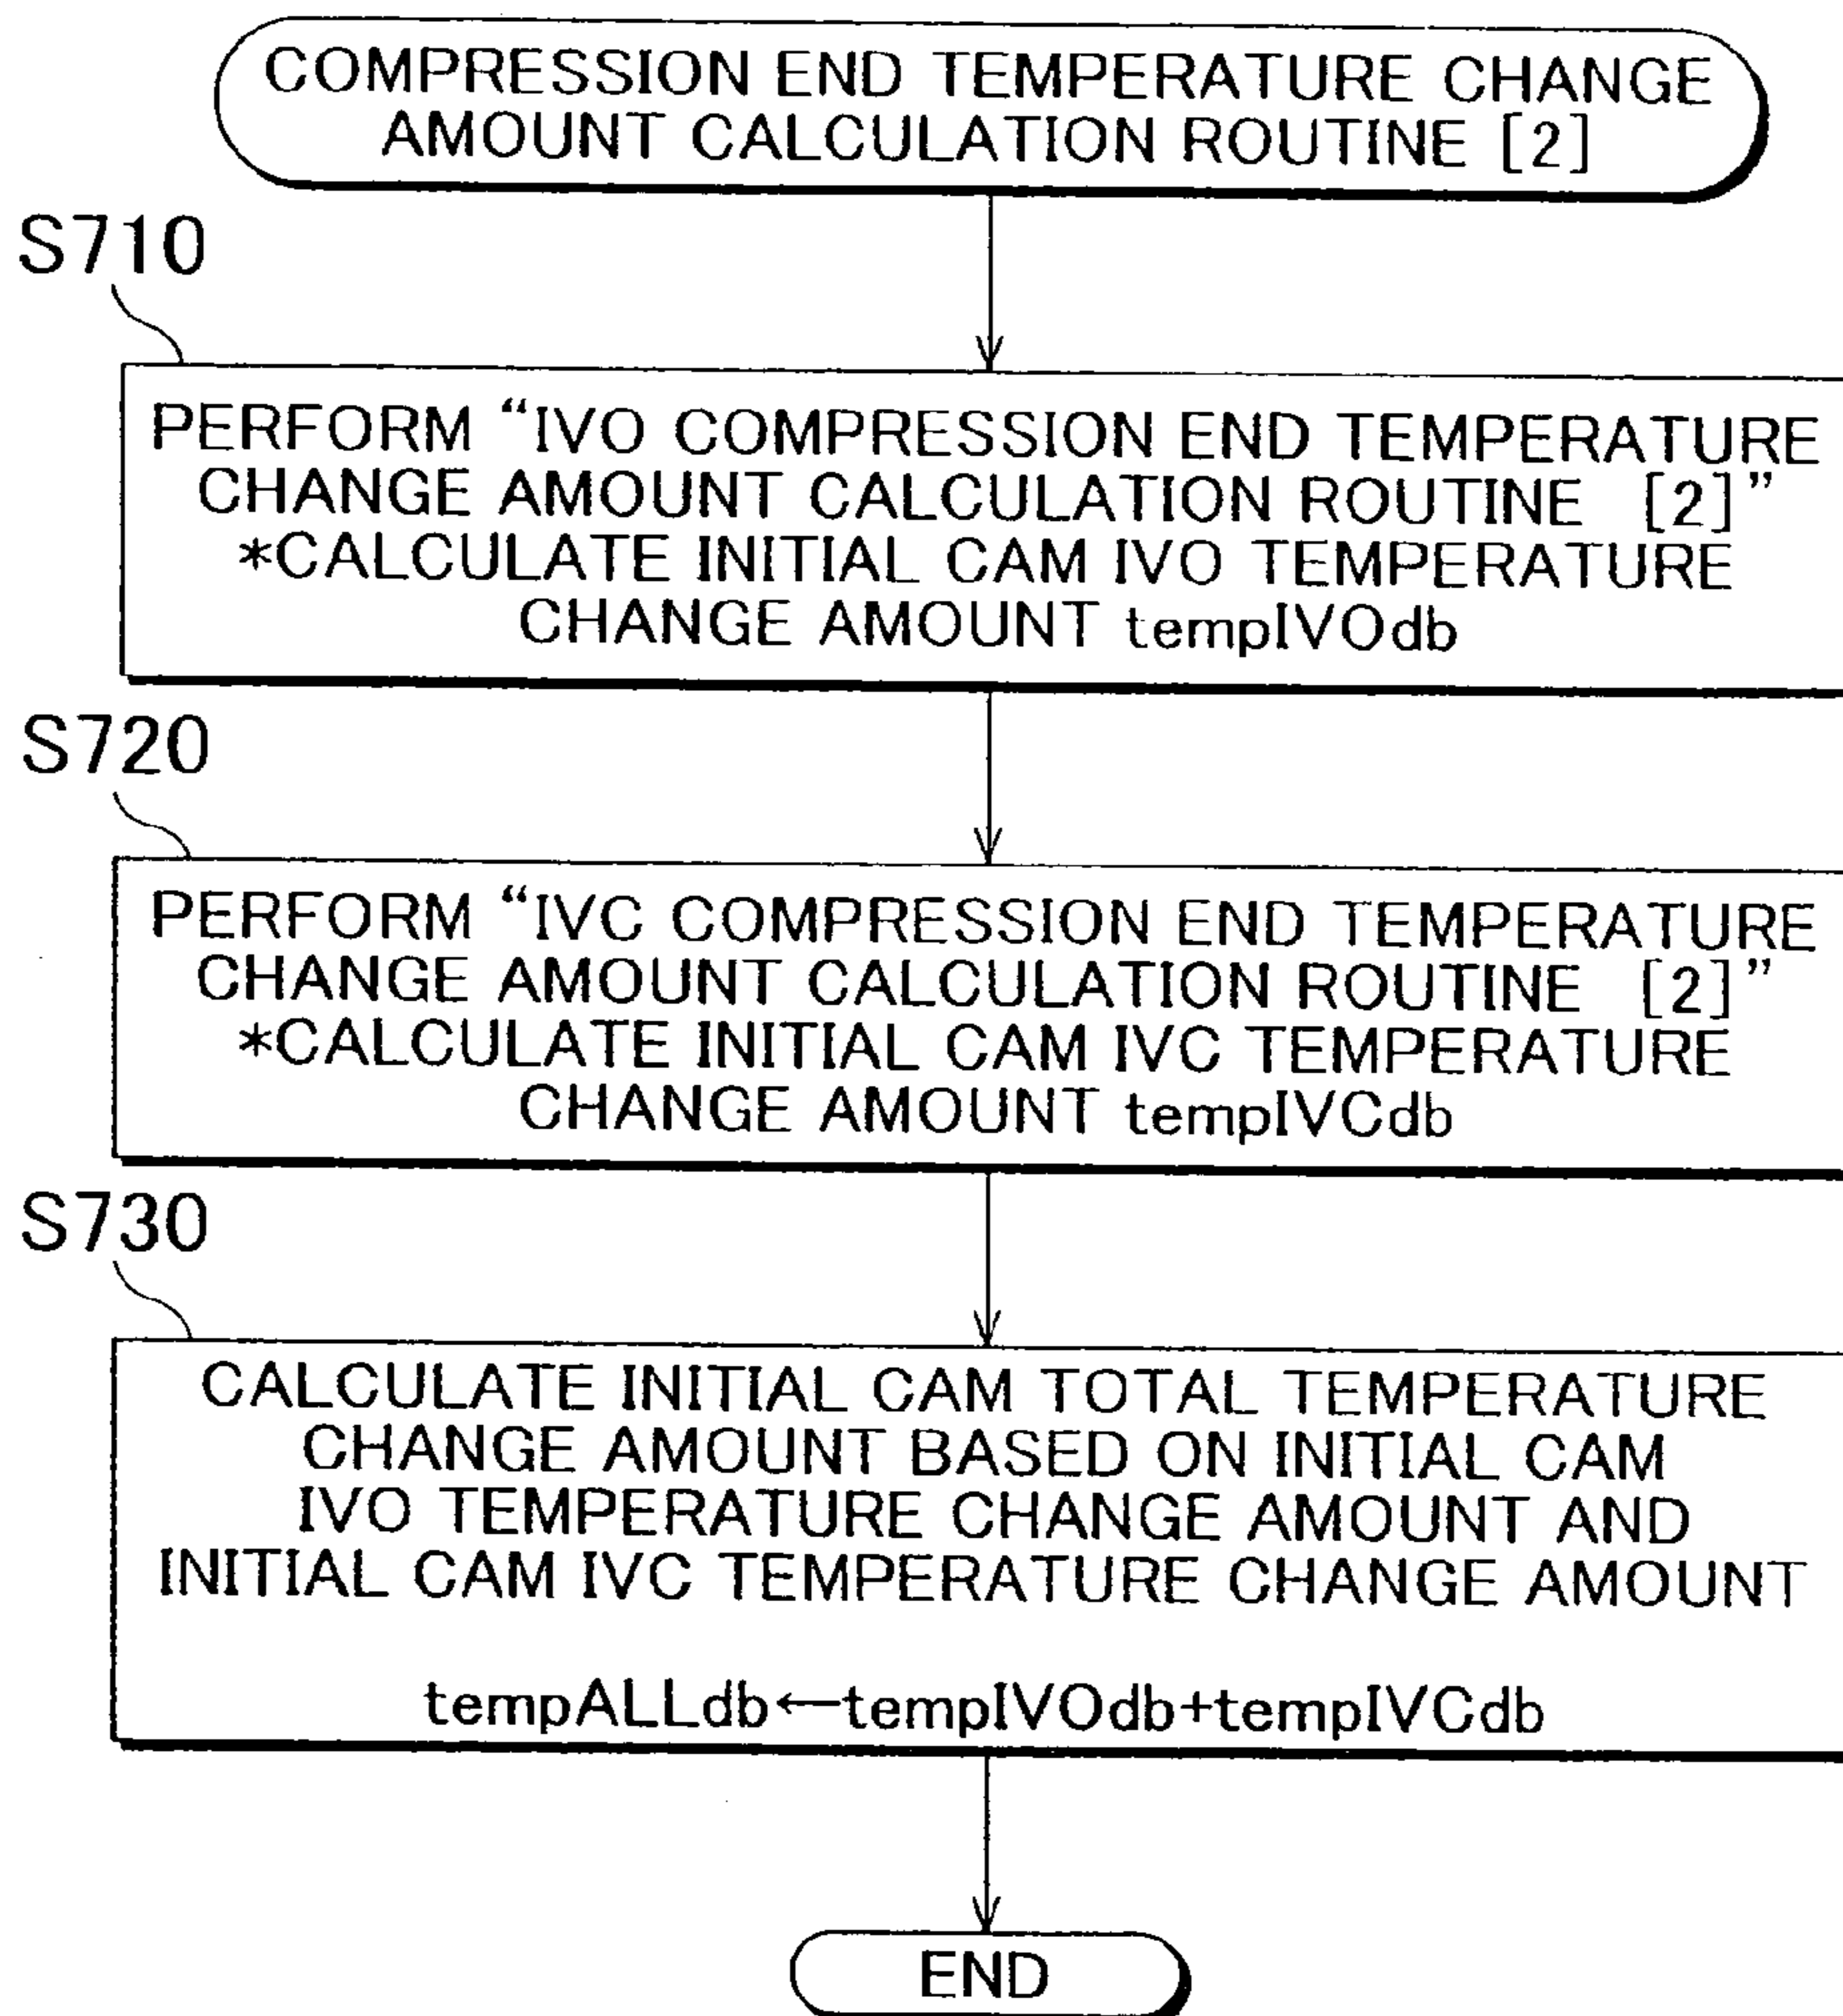 COMPRESSION END TEMPERATURE CHANGE
AMOUNT CALCULATION ROUTINE [2]
S710
PERFORM “IVO COMPRESSION END TEMPERATURE
CHANGE AMOUNT CALCULATION ROUTINE [2]”
*CALCULATE INITIAL CAM IVO TEMPERATURE
CHANGE AMOUNT tempIVOdb
S720
PERFORM “IVC COMPRESSION END TEMPERATURE
CHANGE AMOUNT CALCULATION ROUTINE [2]”
*CALCULATE INITIAL CAM IVC TEMPERATURE
CHANGE AMOUNT tempIVCdb
S730
CALCULATE INITIAL CAM TOTAL TEMPERATURE
CHANGE AMOUNT BASED ON INITIAL CAM
IVO TEMPERATURE CHANGE AMOUNT AND
INITIAL CAM IVC TEMPERATURE CHANGE AMOUNT
tempALLdb←tempIVOdb+tempIVCdb
END